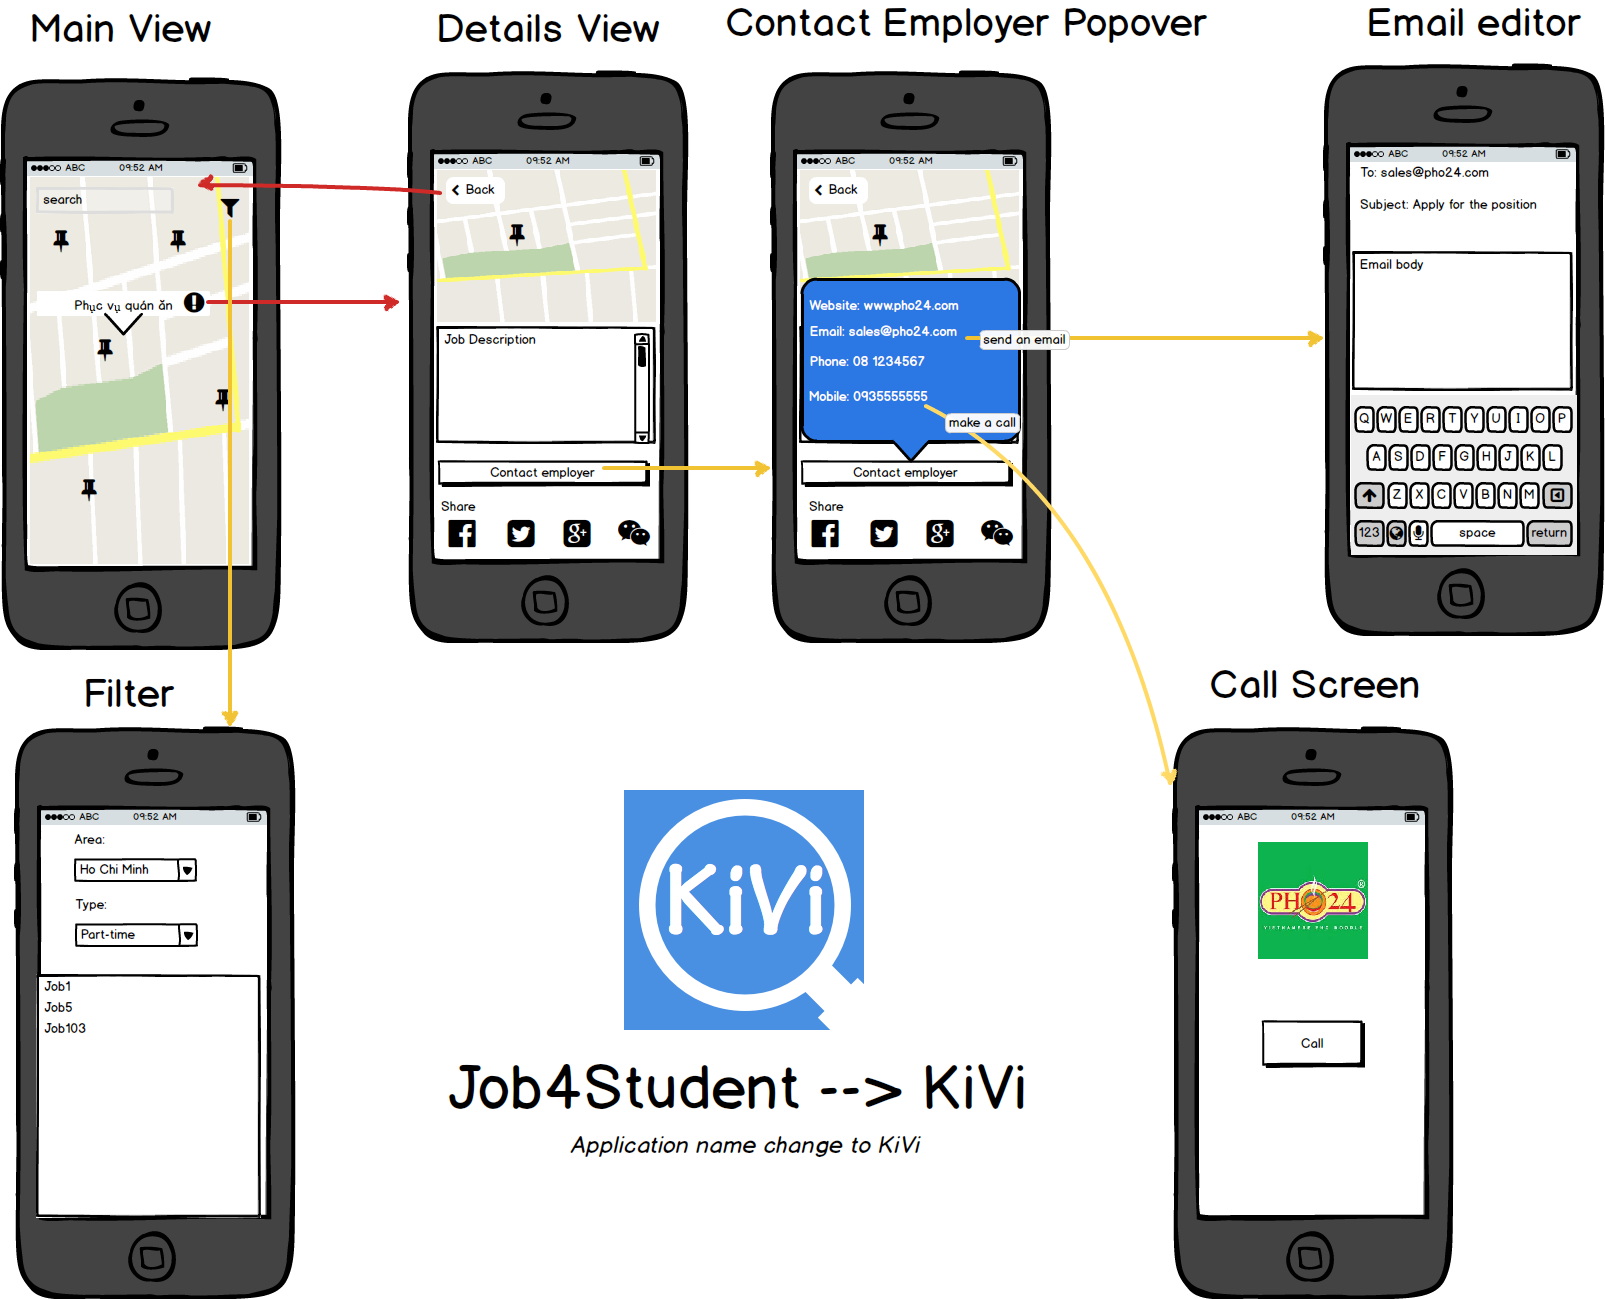 Main View
Details View
Contact Employer Popover
Email editor
ABC 09:52 AM
search
Phục vụ quán ăn
ABC 09:52 AM
Back
Job Description
Contact employer
Share
ABC 09:52 AM
Back
Website: www.pho24.com
Email: sales@pho24.com
send an email
Phone: 08 1234567
Mobile: 0935555555
make a call
Contact employer
Share
ABC 09:52 AM
To: sales@pho24.com
Subject: Apply for the position
Email body
Q W E R T Y U I O P
A S D F G H J K L
Z X C V B N M
123 space return
Filter
ABC 09:52 AM
Area:
Ho Chi Minh
Type:
Part-time
Job1
Job5
Job103
KiVi
Job4Student --> KiVi
Application name change to KiVi
Call Screen
ABC 09:52 AM
PHO 24 ®
VIETNAMESE PHO NOODLE
Call